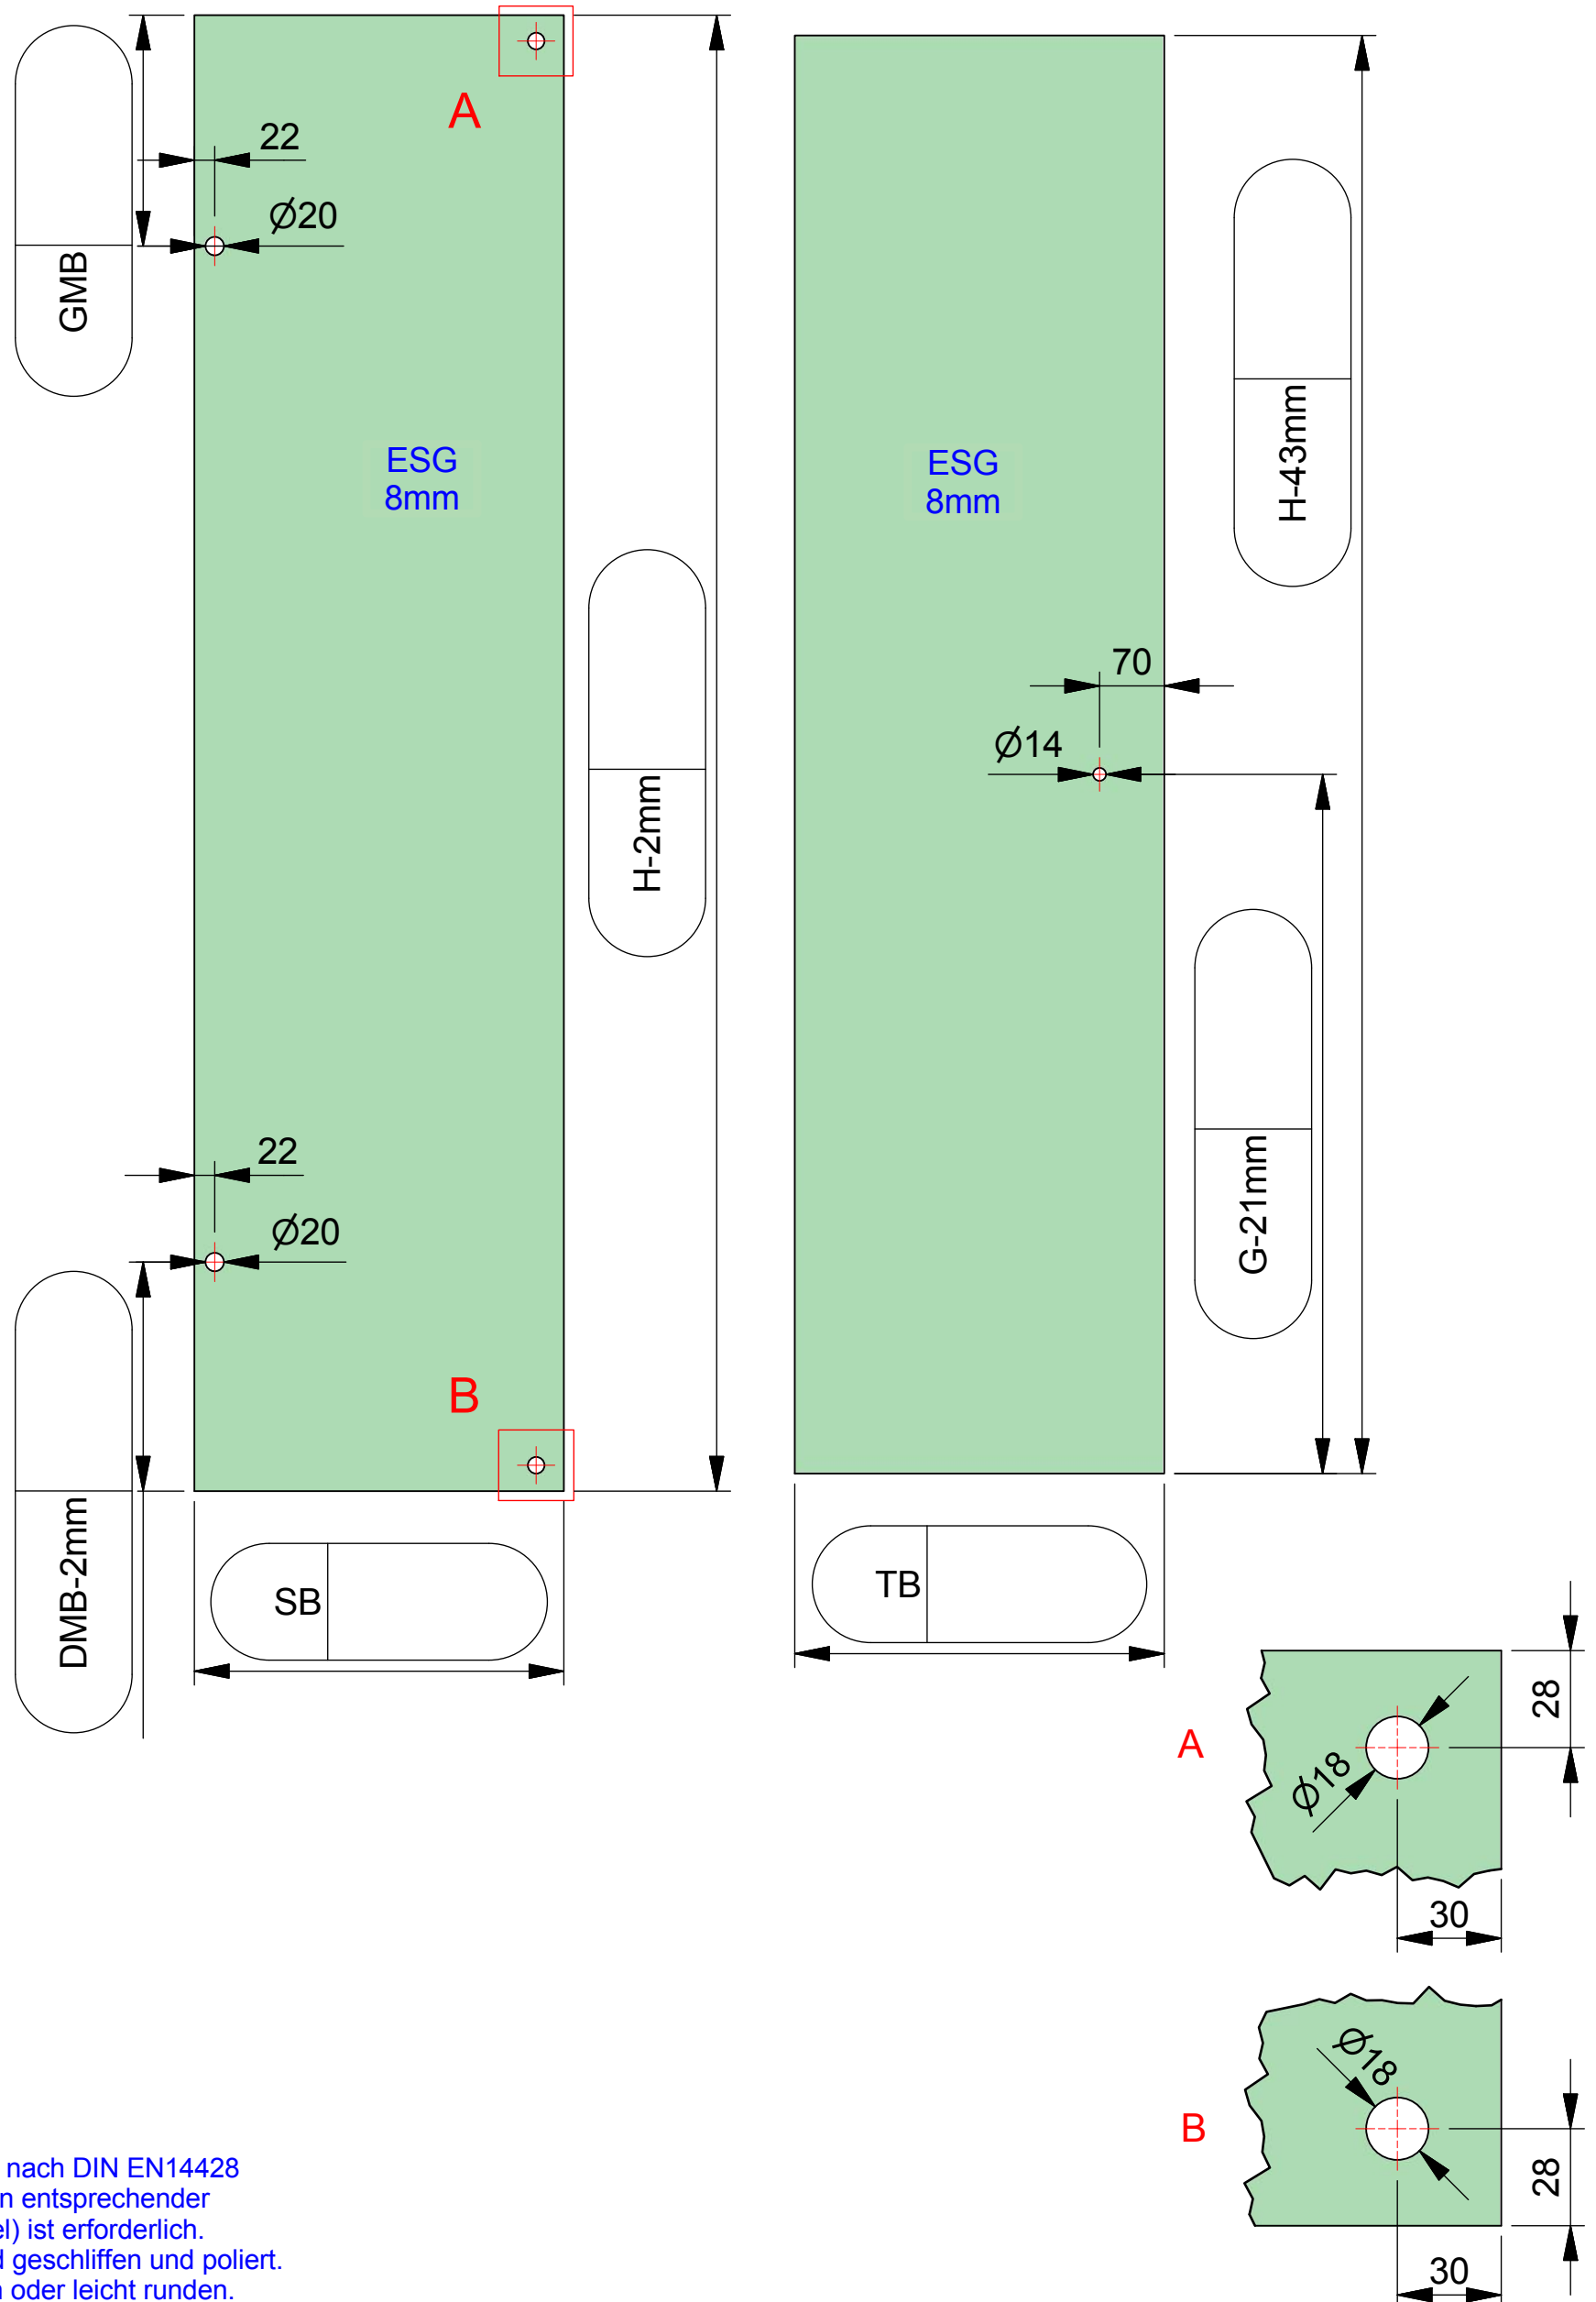 A
22
Ø20
GMB
ESG
8mm
H-2mm
22
Ø20
B
DMB-2mm
SB
ESG
8mm
H-43mm
70
Ø14
G-21mm
TB
A
Ø18
28
30
B
Ø18
28
30
nach DIN EN14428
entsprechender
ist erforderlich.
geschliffen und poliert.
oder leicht runden.